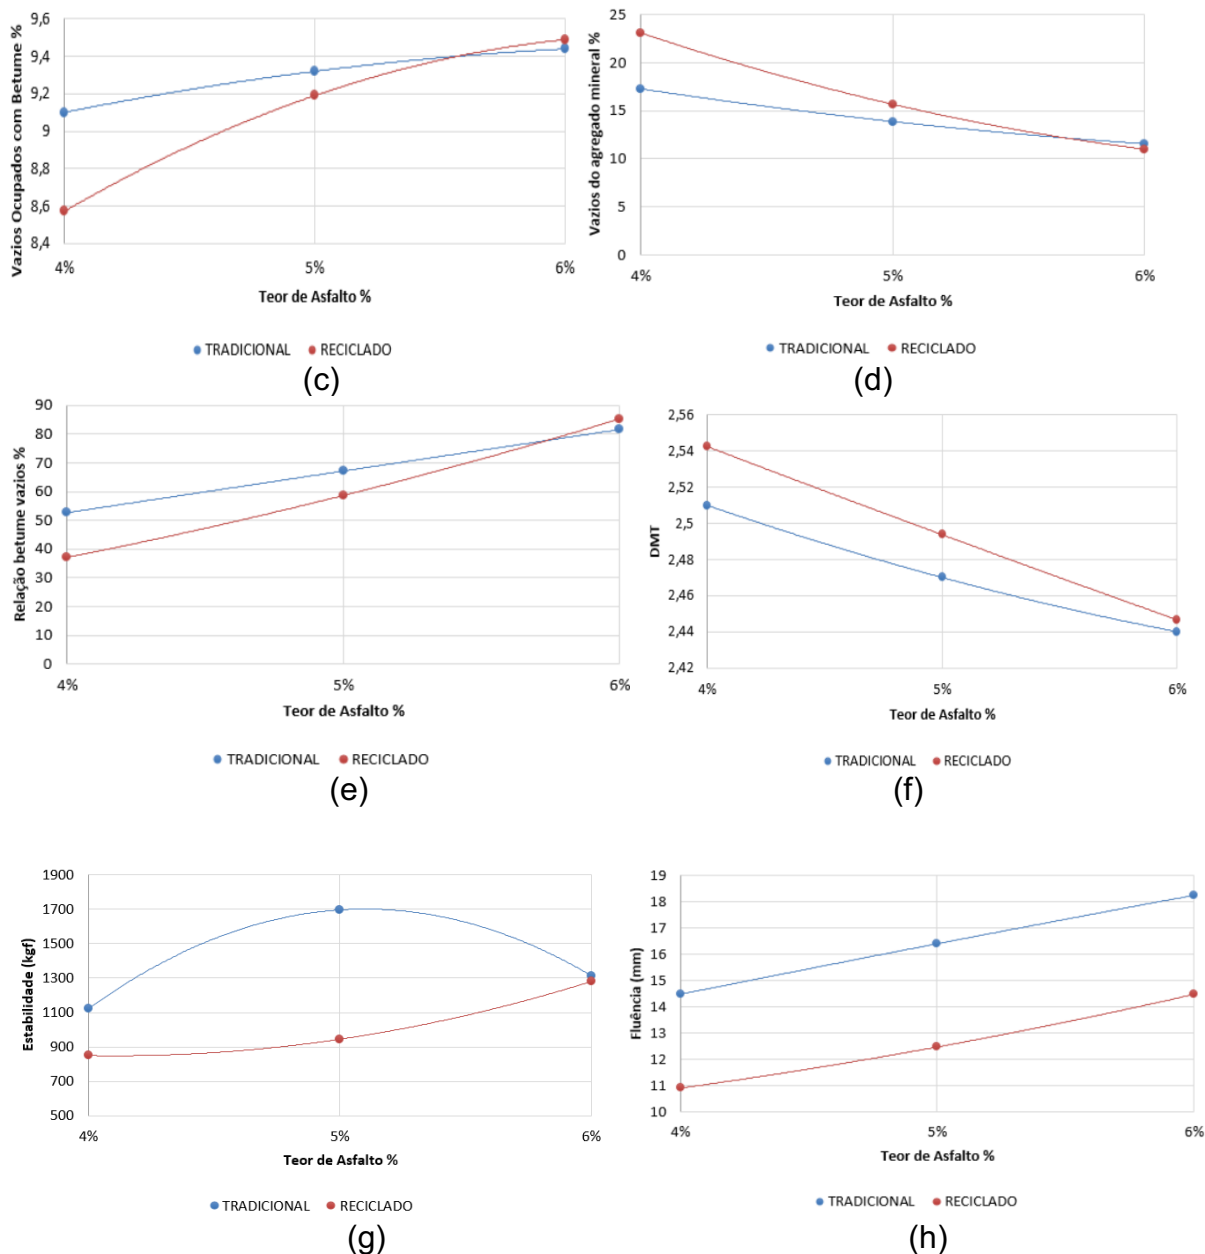 Vazios Ocupados com Betume %
9,6
9,4
9,2
9
8,8
8,6
8,4
4%
5%
6%
Teor de Asfalto %
TRADICIONAL
RECICLADO
(c)
Vazios do agregado mineral %
25
20
15
10
5
0
4%
5%
6%
Teor de Asfalto %
TRADICIONAL
RECICLADO
(d)
Relação betume vazios %
90
80
70
60
50
40
30
20
10
0
4%
5%
6%
Teor de Asfalto %
TRADICIONAL
RECICLADO
(e)
DMT
2,56
2,54
2,52
2,5
2,48
2,46
2,44
2,42
4%
5%
6%
Teor de Asfalto %
TRADICIONAL
RECICLADO
(f)
Estabilidade (kgf)
1900
1700
1500
1300
1100
900
700
500
4%
5%
6%
Teor de Asfalto %
TRADICIONAL
RECICLADO
(g)
Fluência (mm)
19
18
17
16
15
14
13
12
11
10
4%
5%
6%
Teor de Asfalto %
TRADICIONAL
RECICLADO
(h)